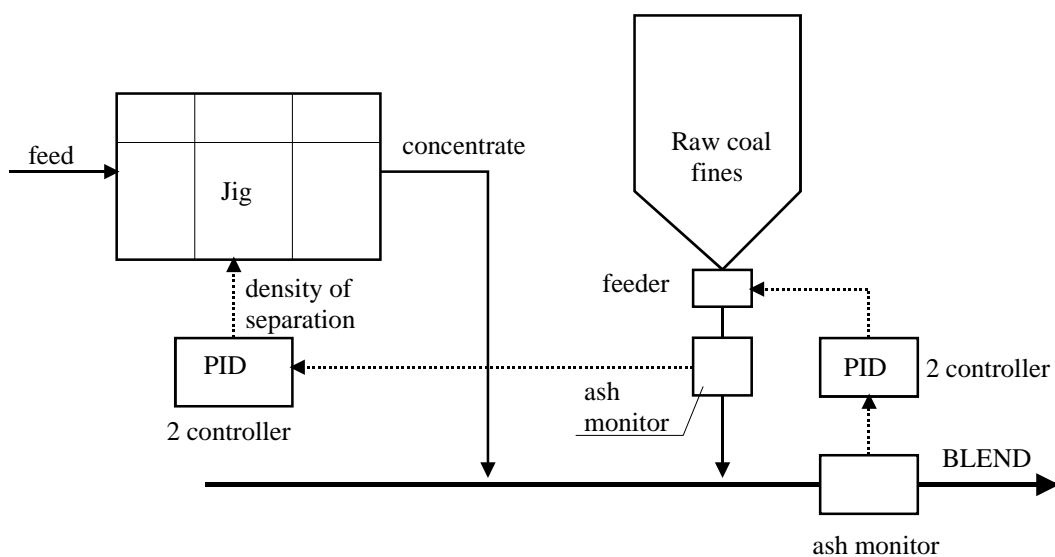 feed
Jig
concentrate
Raw coal
fines
feeder
density of
separation
PID
2 controller
ash
monitor
PID
2 controller
BLEND
ash monitor